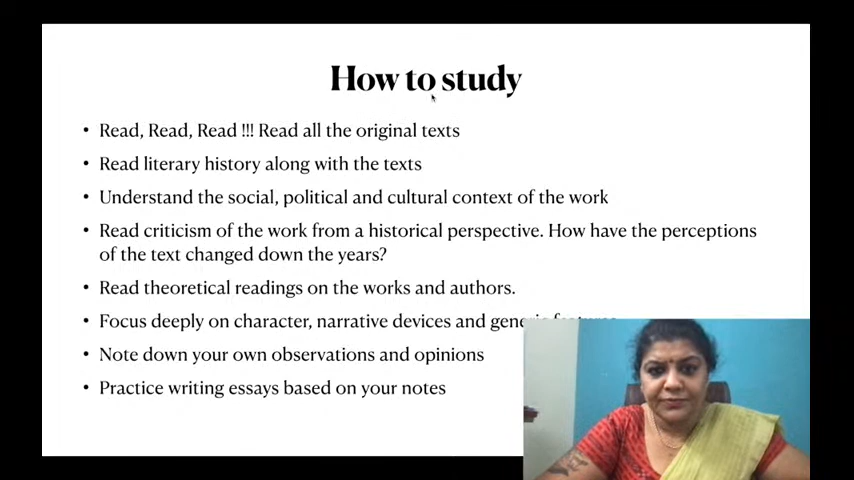 How to study
• Read, Read, Read !!! Read all the original texts
• Read literary history along with the texts
• Understand the social, political and cultural context of the work
• Read criticism of the work from a historical perspective. How have the perceptions
of the text changed down the years?
• Read theoretical readings on the works and authors.
• Focus deeply on character, narrative devices and generic features
• Note down your own observations and opinions
• Practice writing essays based on your notes